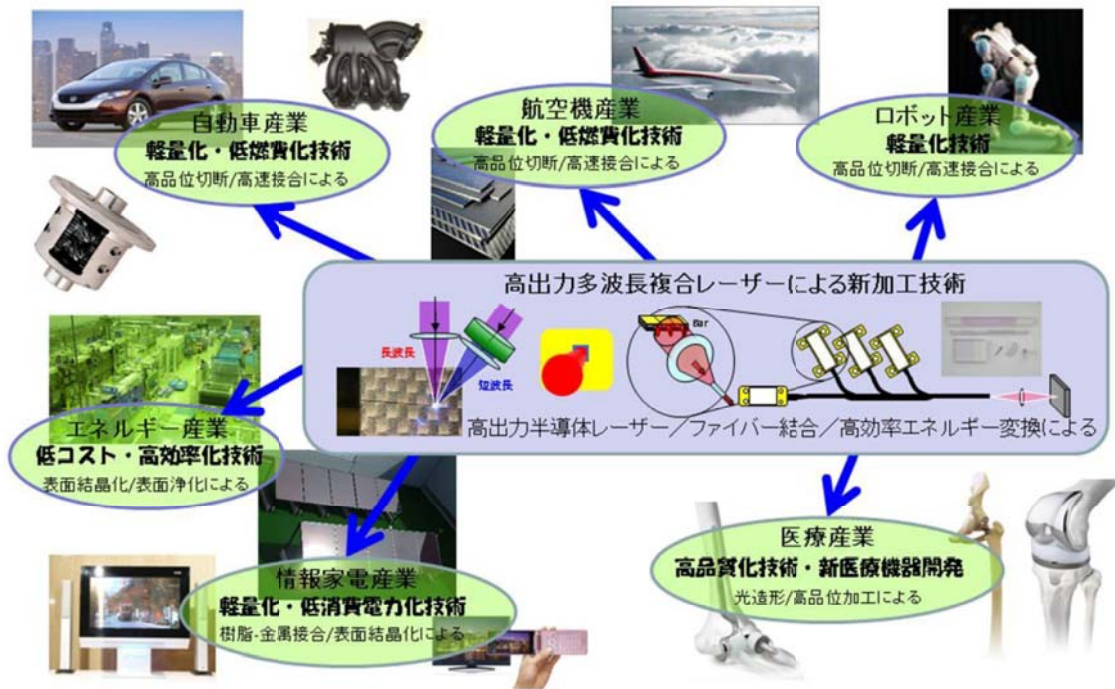 自動車産業
軽量化・低燃費化技術
高品位切断/高速接合による
航空機産業
軽量化・低燃費化技術
高品位切断/高速接合による
ロボット産業
軽量化技術
高品位切断/高速接合による
高出力多波長複合レーザーによる新加工技術
長波長
短波長
Bar
高出力半導体レーザー／ファイバー結合／高効率エネルギー変換による
エネルギー産業
低コスト・高効率化技術
表面結晶化/表面浄化による
情報家電産業
軽量化・低消費電力化技術
樹脂-金属接合/表面結晶化による
医療産業
高品質化技術・新医療機器開発
光造形/高品位加工による